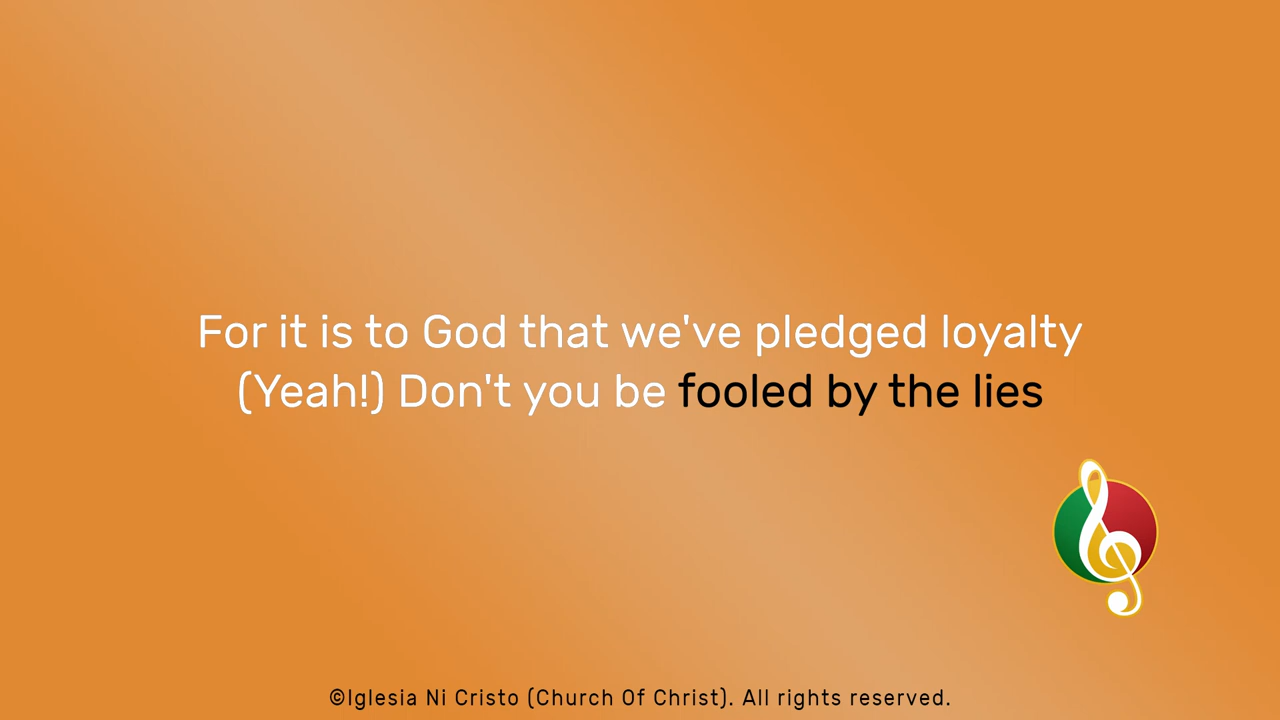 For it is to God that we've pledged loyalty
(Yeah!) Don't you be fooled by the lies
©Iglesia Ni Cristo (Church Of Christ). All rights reserved.